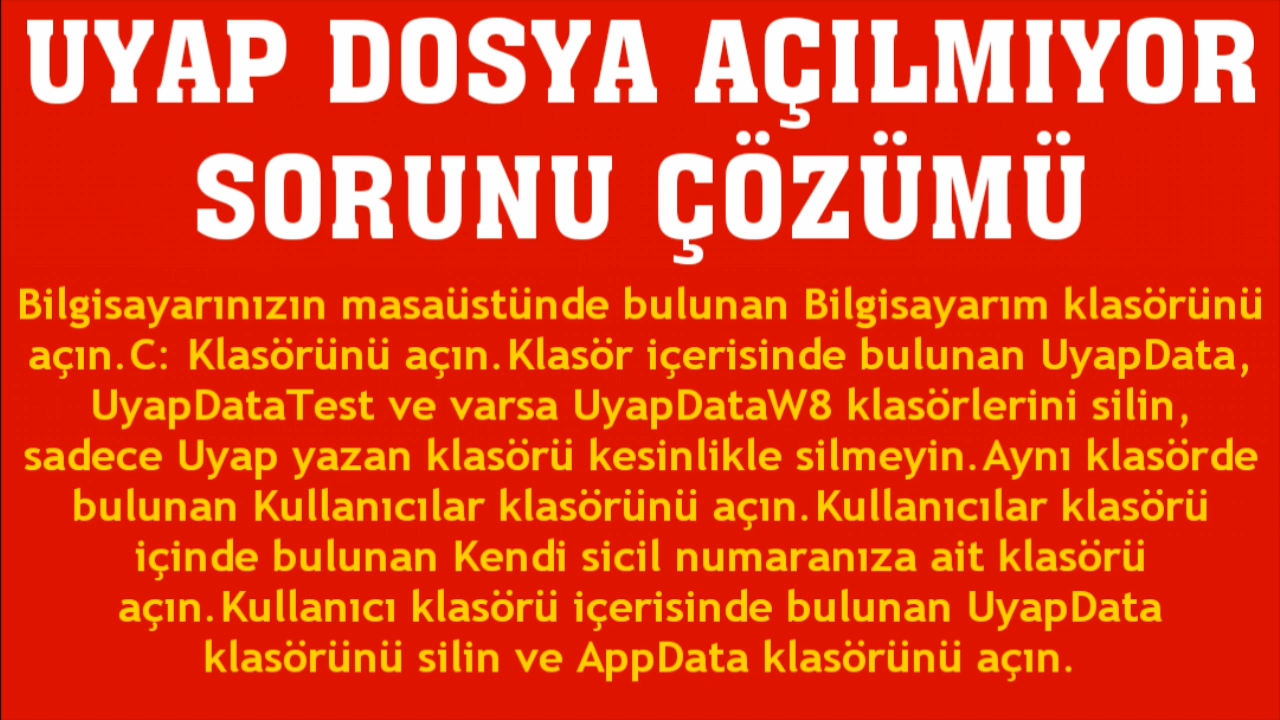 UYAP DOSYA AÇILMIYOR
SORUNU ÇÖZÜMÜ
Bilgisayarınızın masaüstünde bulunan Bilgisayarım klasörünü
açın.C: Klasörünü açın.Klasör içerisinde bulunan UyapData,
UyapDataTest ve varsa UyapDataW8 klasörlerini silin,
sadece Uyap yazan klasörü kesinlikle silmeyin.Aynı klasörde
bulunan Kullanıcılar klasörünü açın.Kullanıcılar klasörü
içinde bulunan Kendi sicil numaranıza ait klasörü
açın.Kullanıcı klasörü içerisinde bulunan UyapData
klasörünü silin ve AppData klasörünü açın.